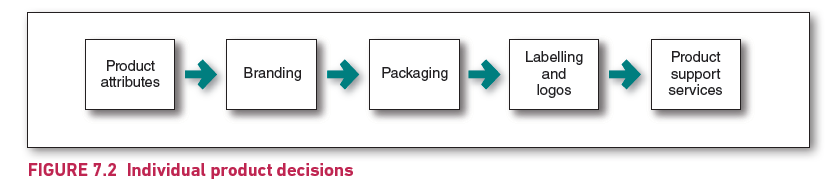 Product
attributes
Branding
Packaging
Labelling
and
logos
Product
support
services
FIGURE 7.2 Individual product decisions